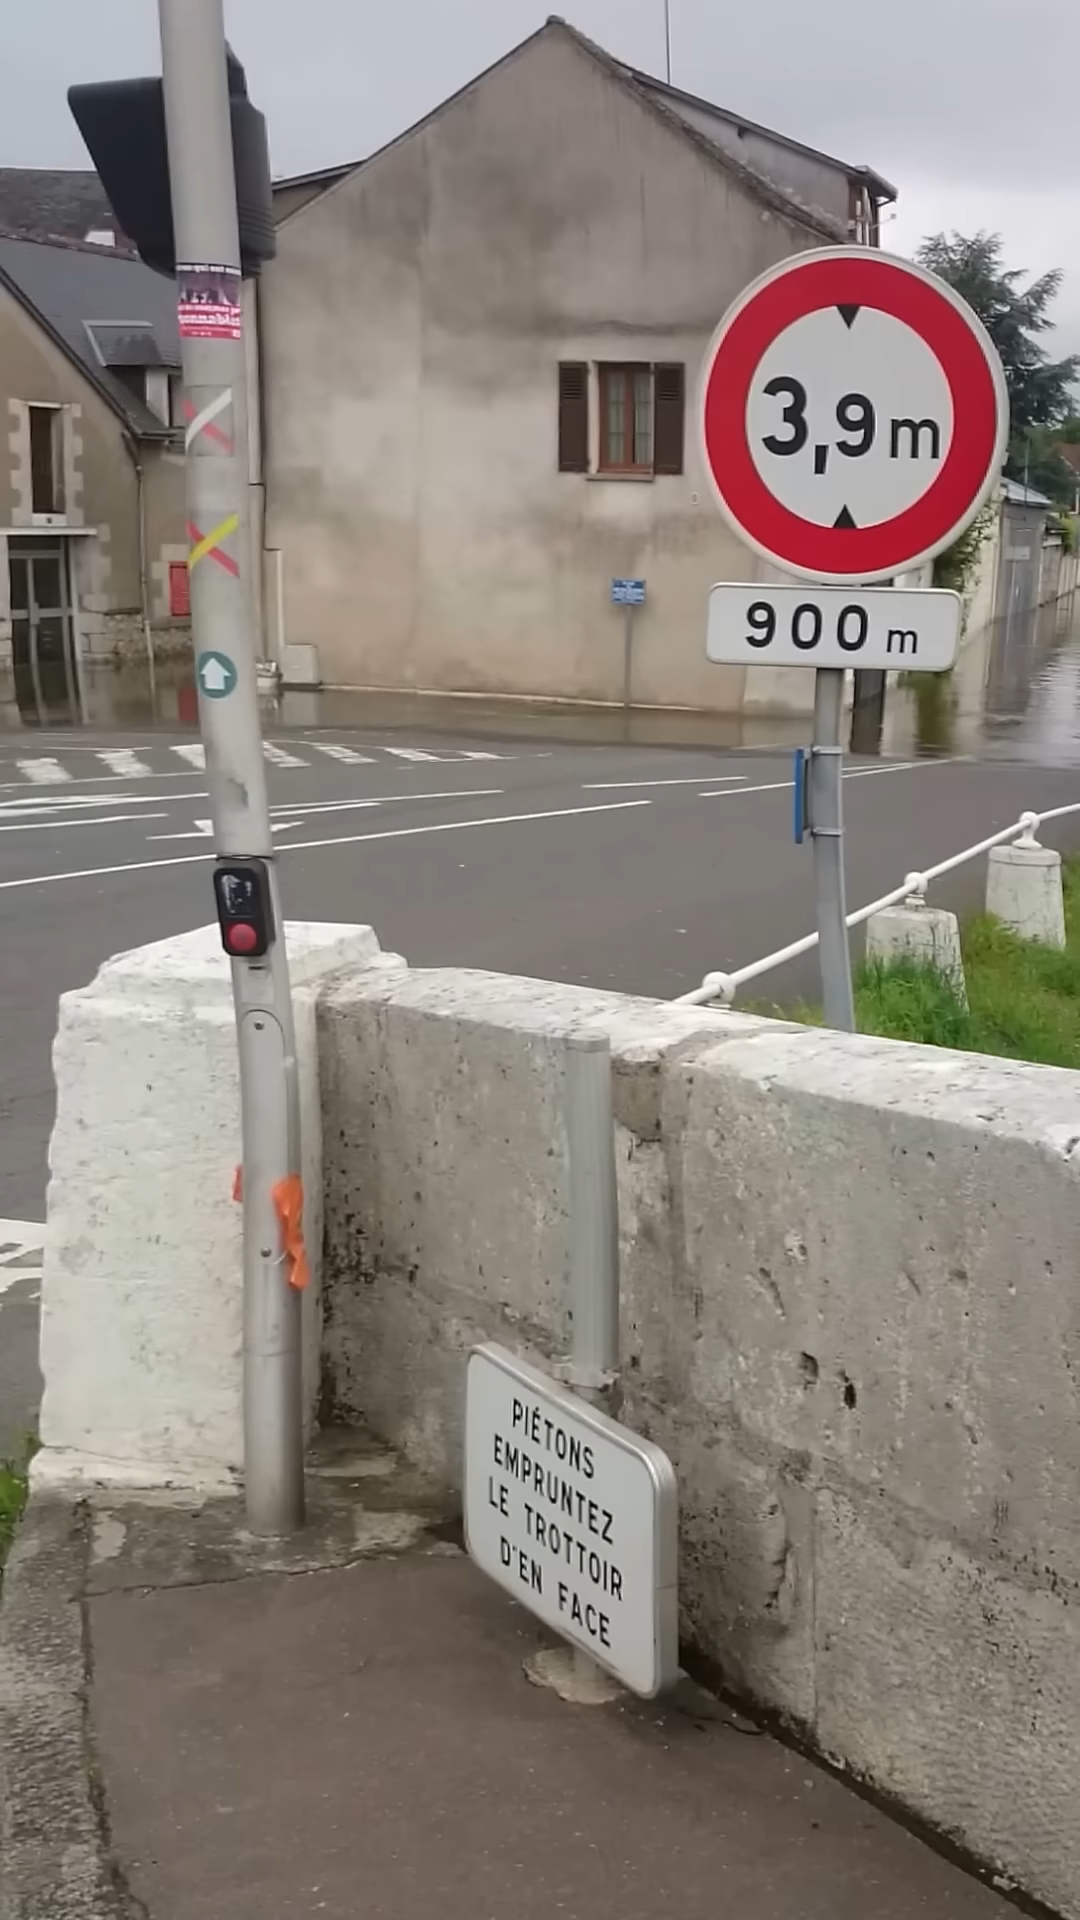 3,9 m
900 m
PIÉTONS
EMPRUNTEZ
LE TROTTOIR
D'EN FACE